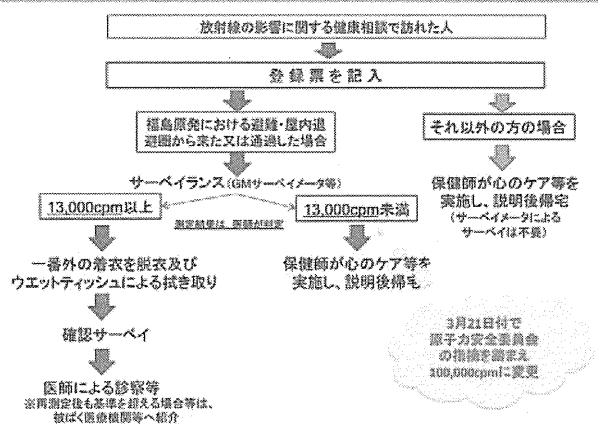 放射線の影響に関する健康相談で訪れた人
登録票を記入
福島原発における避難・屋内退
避圏から来た又は通過した場合
それ以外の方の場合
サーベイランス(GMサーベイメータ等)
13,000cpm以上
測定結果は、医師が判定
13,000cpm未満
保健師が心のケア等を
実施し、説明後帰宅
(サーベイメータによる
サーベイは不要)
一番外の着衣を脱衣及び
ウエットティッシュによる拭き取り
保健師が心のケア等を
実施し、説明後帰宅
確認サーベイ
3月21日付で
原子力安全委員会
の指摘を踏まえ
100,000cpmに変更
医師による診察等
※再測定後も基準を超える場合等は、
被ばく医療機関等へ紹介